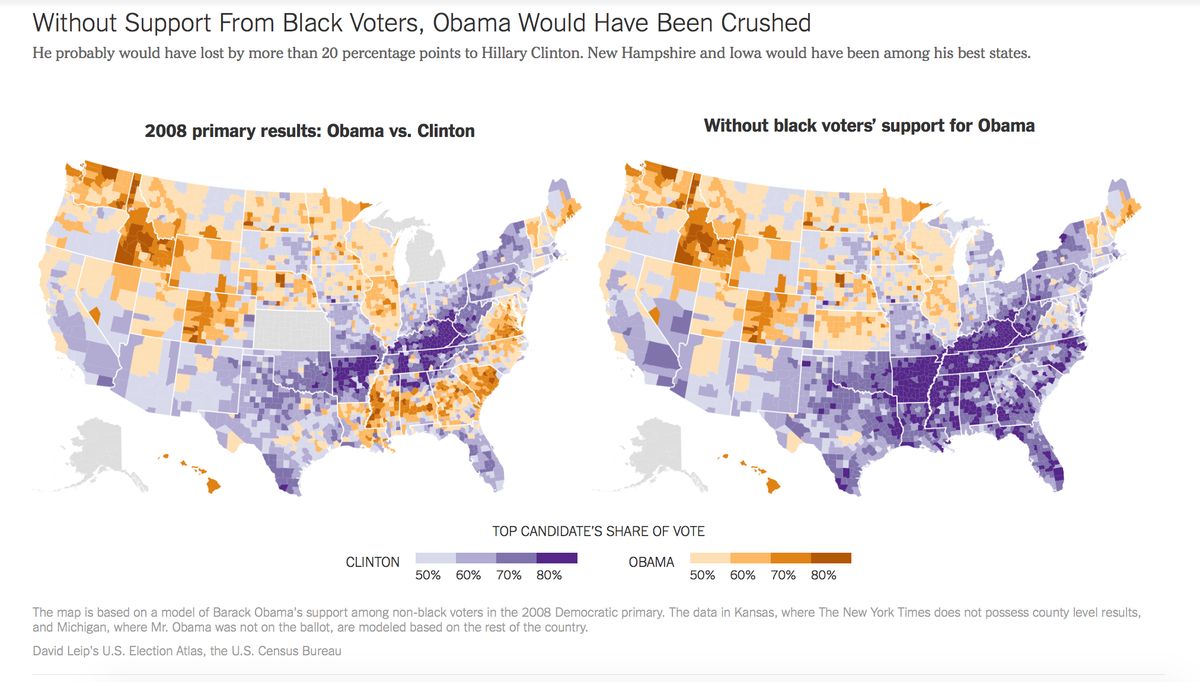 Without Support From Black Voters, Obama Would Have Been Crushed
He probably would have lost by more than 20 percentage points to Hillary Clinton. New Hampshire and Iowa would have been among his best states.
2008 primary results: Obama vs. Clinton
Without black voters’ support for Obama
TOP CANDIDATE'S SHARE OF VOTE
CLINTON
50% 60% 70% 80%
OBAMA
50% 60% 70% 80%
The map is based on a model of Barack Obama's support among non-black voters in the 2008 Democratic primary. The data in Kansas, where The New York Times does not possess county level results,
and Michigan, where Mr. Obama was not on the ballot, are modeled based on the rest of the country.
David Leip's U.S. Election Atlas, the U.S. Census Bureau